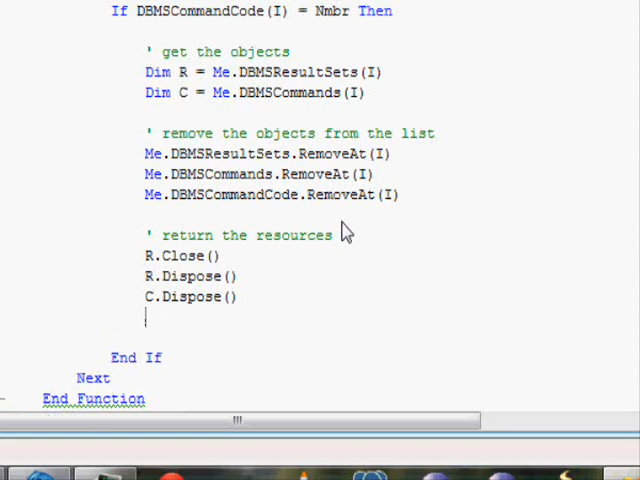 If DBMSCommandCode(I) = Nmbr Then
' get the objects
Dim R = Me.DBMSResultSets(I)
Dim C = Me.DBMSCommands(I)
' remove the objects from the list
Me.DBMSResultSets.RemoveAt(I)
Me.DBMSCommands.RemoveAt(I)
Me.DBMSCommandCode.RemoveAt(I)
' return the resources
R.Close()
R.Dispose()
C.Dispose()
End If
Next
End Function